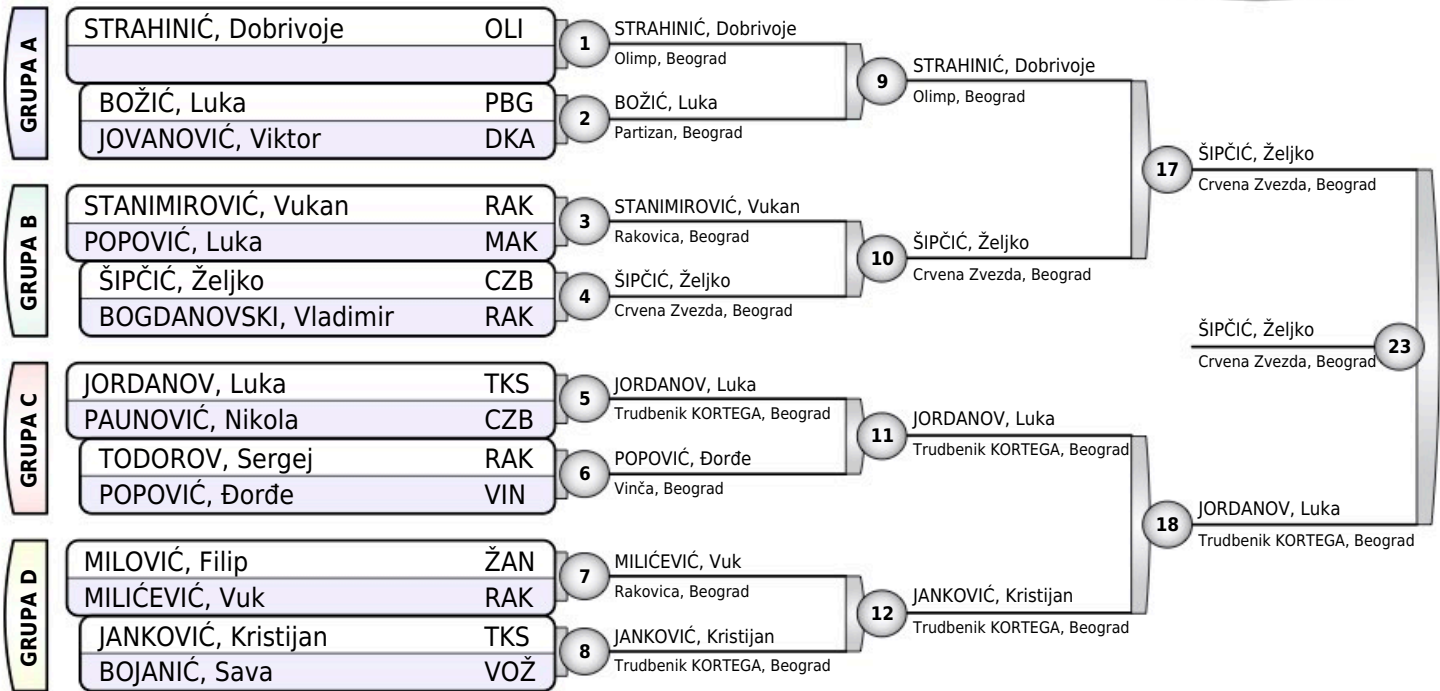 GRUPA A
STRAHINIĆ, Dobrivoje OLI
BOŽIĆ, Luka PBG
JOVANOVIĆ, Viktor DKA
GRUPA B
STANIMIROVIĆ, Vukan RAK
POPOVIĆ, Luka MAK
ŠIPČIĆ, Željko CZB
BOGDANOVSKI, Vladimir RAK
GRUPA C
JORDANOV, Luka TKS
PAUNOVIĆ, Nikola CZB
TODOROV, Sergej RAK
POPOVIĆ, Đorđe VIN
GRUPA D
MILOVIĆ, Filip ŽAN
MILIĆEVIĆ, Vuk RAK
JANKOVIĆ, Kristijan TKS
BOJANIĆ, Sava VOŽ
1
STRAHINIĆ, Dobrivoje
Olimp, Beograd
2
BOŽIĆ, Luka
Partizan, Beograd
3
STANIMIROVIĆ, Vukan
Rakovica, Beograd
4
ŠIPČIĆ, Željko
Crvena Zvezda, Beograd
5
JORDANOV, Luka
Trudbenik KORTEGA, Beograd
6
POPOVIĆ, Đorđe
Vinča, Beograd
7
MILIĆEVIĆ, Vuk
Rakovica, Beograd
8
JANKOVIĆ, Kristijan
Trudbenik KORTEGA, Beograd
9
STRAHINIĆ, Dobrivoje
Olimp, Beograd
10
ŠIPČIĆ, Željko
Crvena Zvezda, Beograd
11
JORDANOV, Luka
Trudbenik KORTEGA, Beograd
12
JANKOVIĆ, Kristijan
Trudbenik KORTEGA, Beograd
17
ŠIPČIĆ, Željko
Crvena Zvezda, Beograd
18
JORDANOV, Luka
Trudbenik KORTEGA, Beograd
ŠIPČIĆ, Željko
Crvena Zvezda, Beograd
23